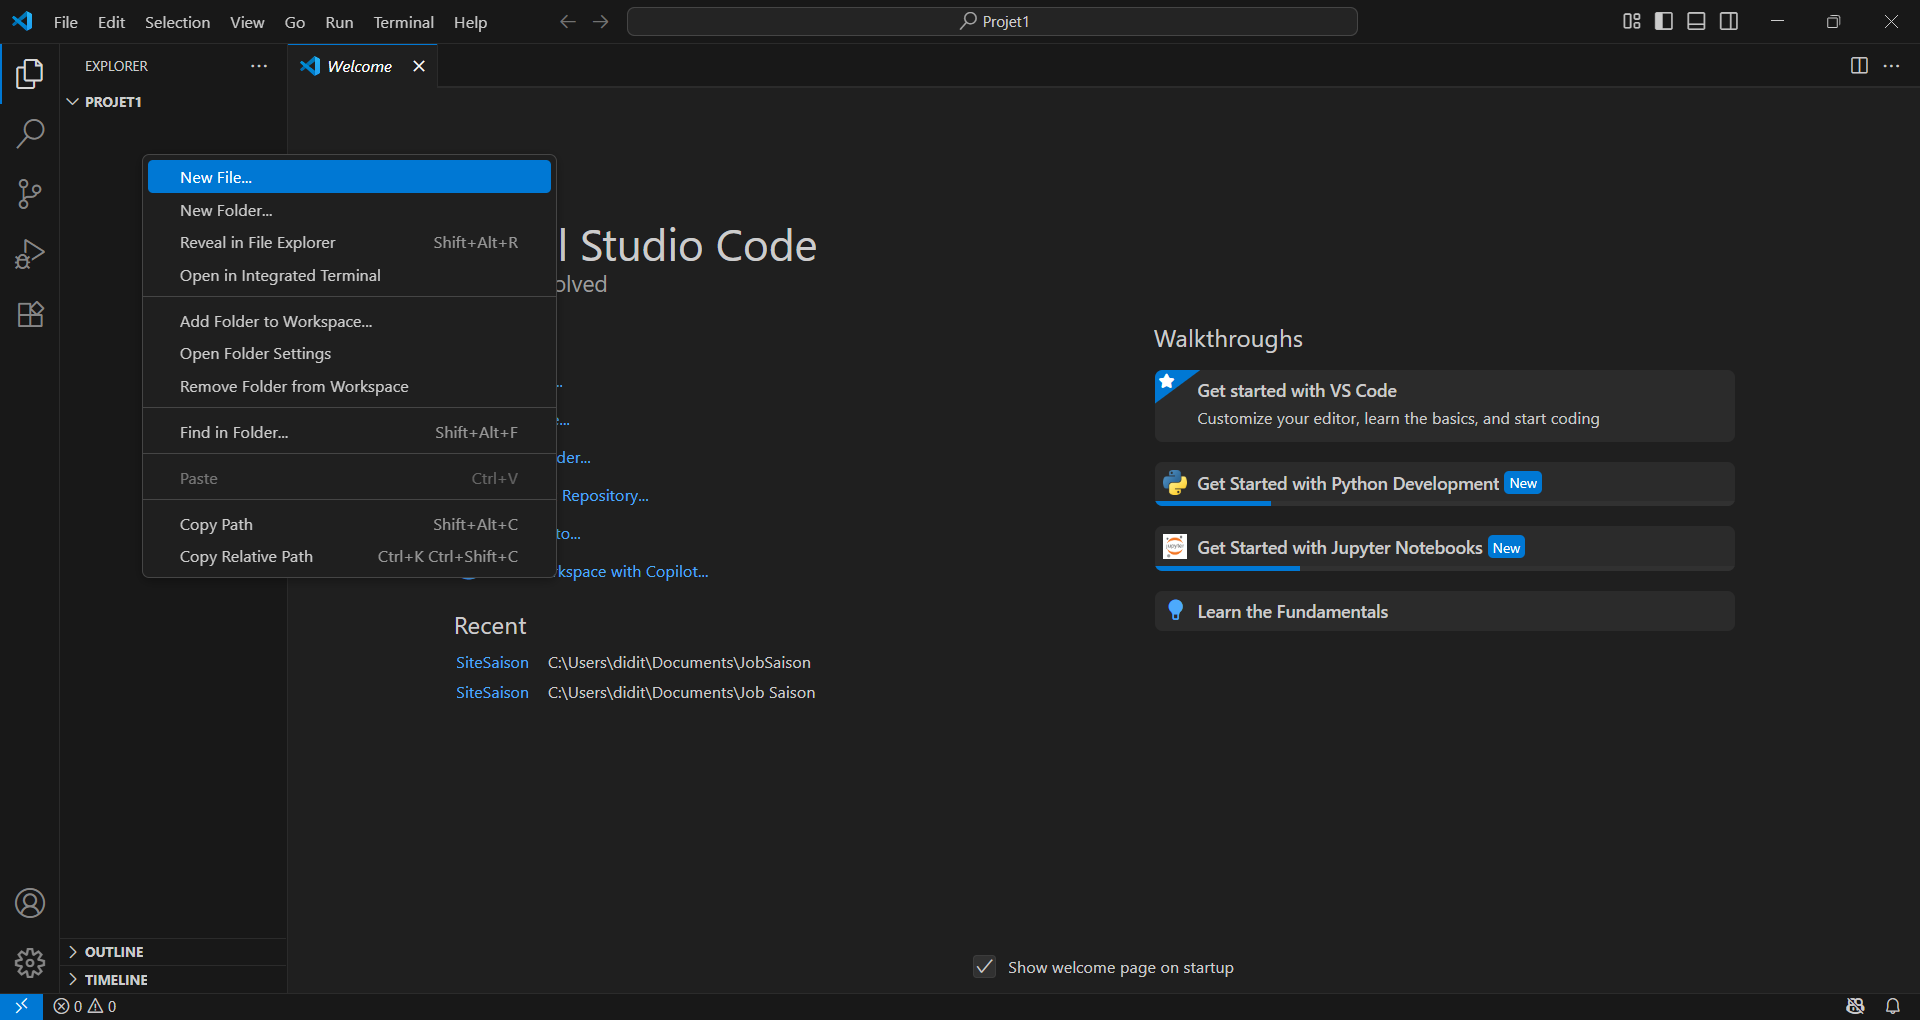 File Edit Selection View Go Run Terminal Help
Projet1
EXPLORER
Welcome
PROJET1
New File...
New Folder...
Reveal in File Explorer Shift+Alt+R
Open in Integrated Terminal
Add Folder to Workspace...
Open Folder Settings
Remove Folder from Workspace
Find in Folder... Shift+Alt+F
Paste Ctrl+V
Copy Path Shift+Alt+C
Copy Relative Path Ctrl+K Ctrl+Shift+C
l Studio Code
olved
der...
Repository...
to...
kspace with Copilot...
Recent
SiteSaison C:\Users\didit\Documents\JobSaison
SiteSaison C:\Users\didit\Documents\Job Saison
Walkthroughs
Get started with VS Code
Customize your editor, learn the basics, and start coding
Get Started with Python Development New
Get Started with Jupyter Notebooks New
Learn the Fundamentals
Show welcome page on startup
OUTLINE
TIMELINE
0 0